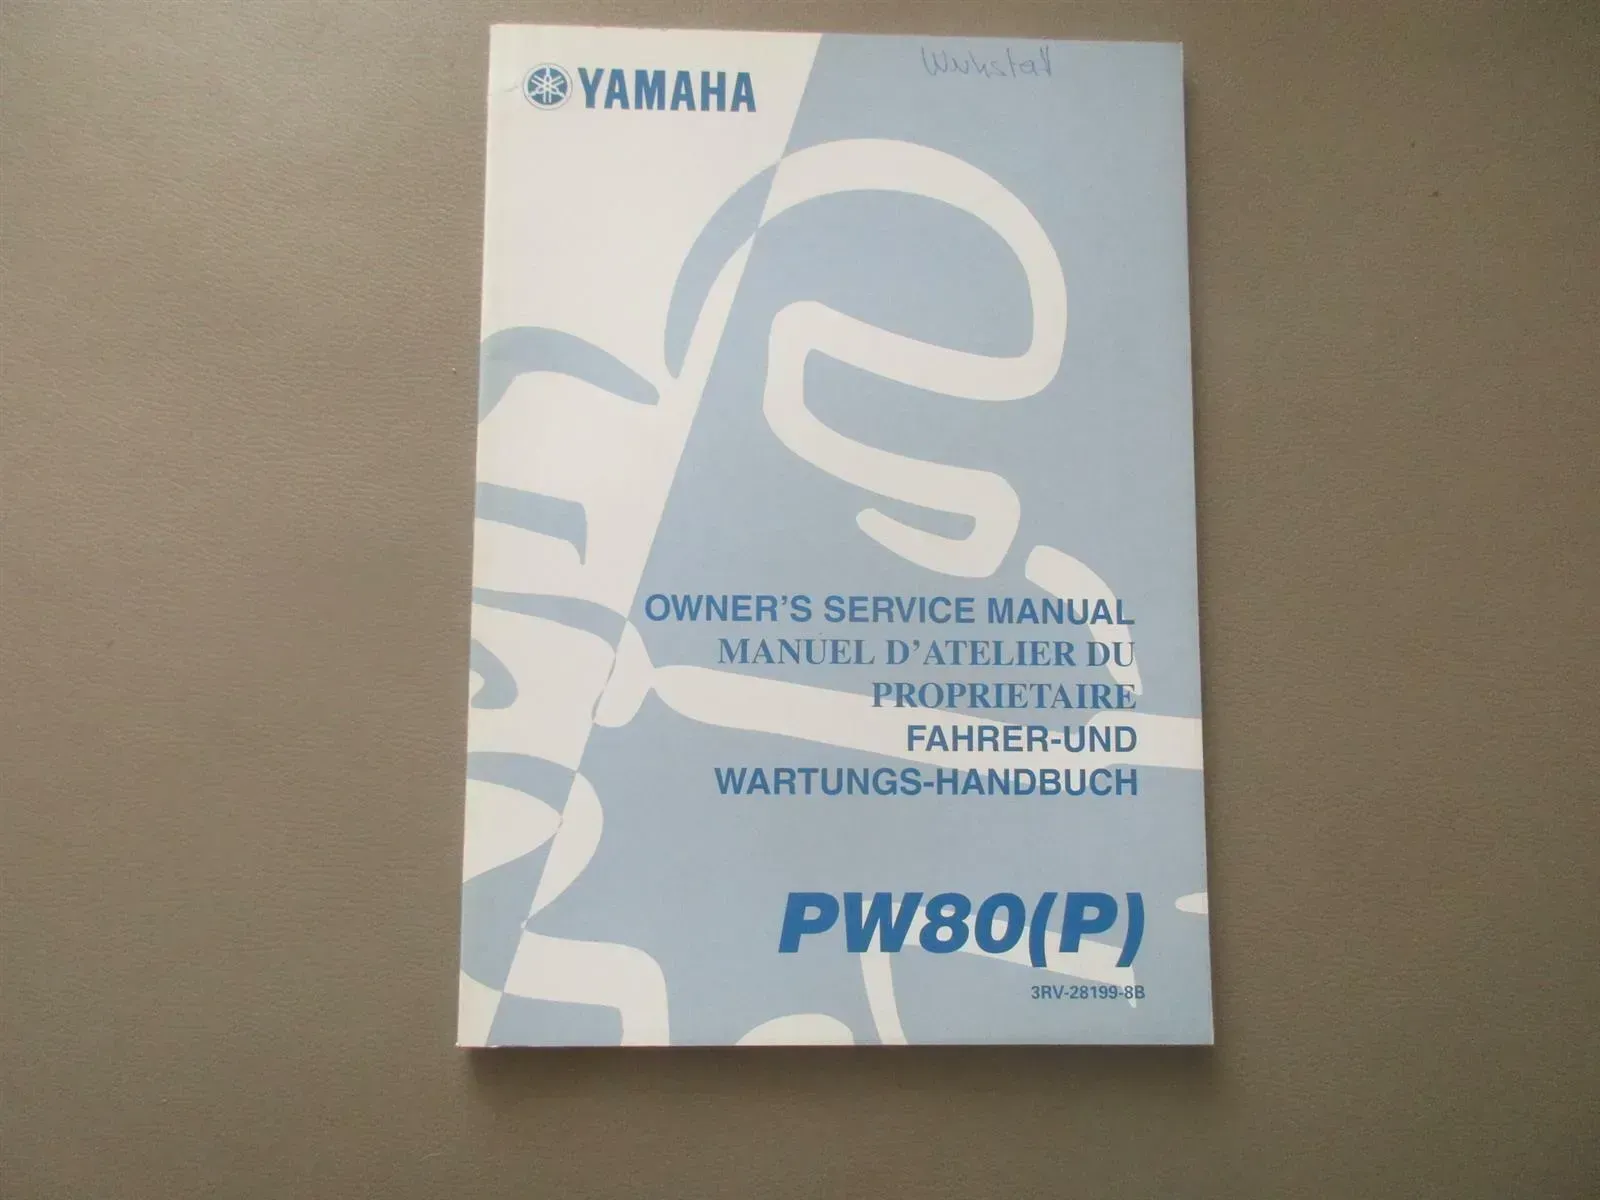 Werkstatt
YAMAHA
OWNER'S SERVICE MANUAL
MANUEL D'ATELIER DU
PROPRIETAIRE
FAHRER-UND
WARTUNGS-HANDBUCH
PW80(P)
3RV-28199-8B